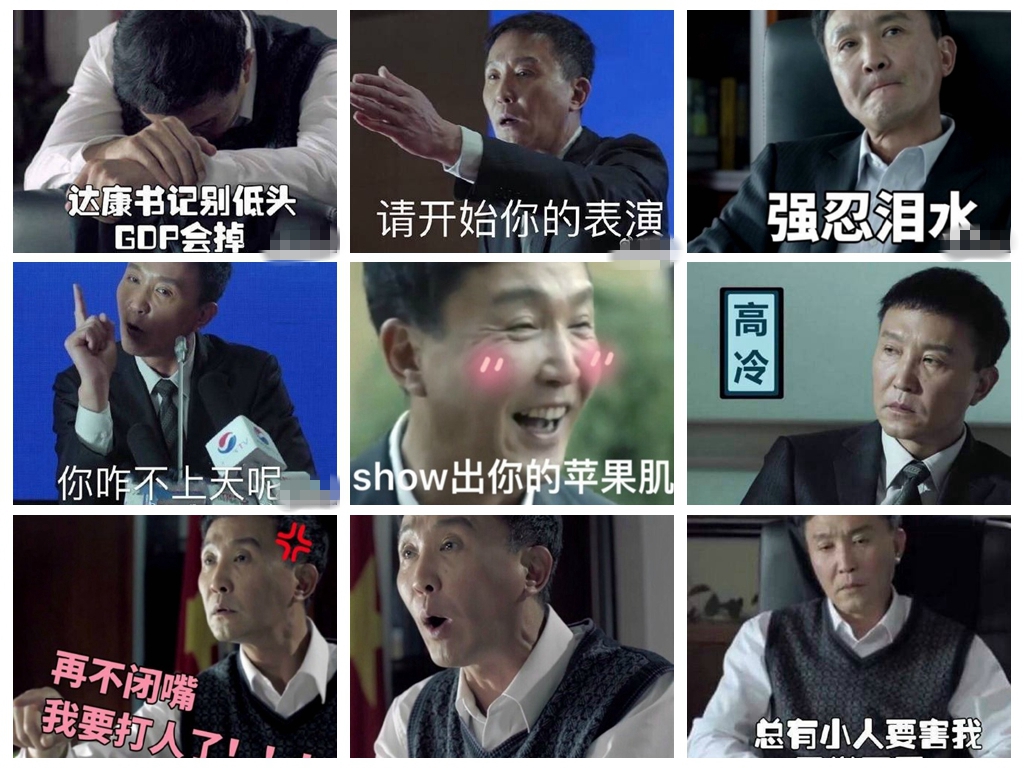 达康书记别低头
GDP会掉
请开始你的表演
强忍泪水
你咋不上天呢
show出你的苹果肌
高
冷
再不闭嘴
我要打人了！！！
总有小人要害我